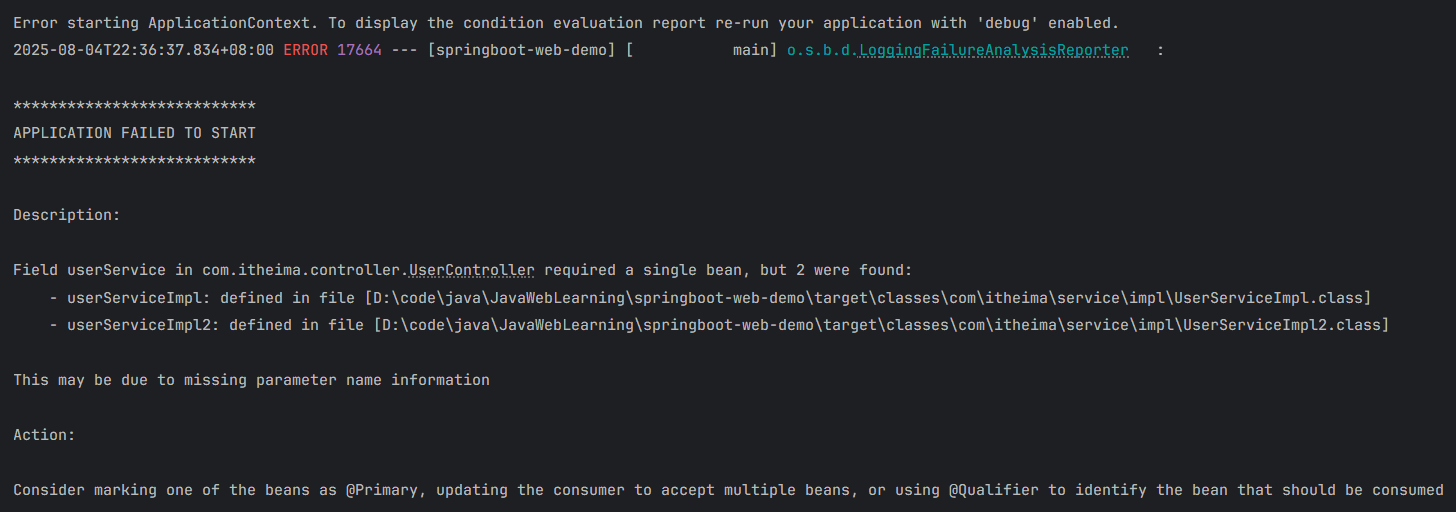 Error starting ApplicationContext. To display the condition evaluation report re-run your application with 'debug' enabled.
2025-08-04T22:36:37.834+08:00 ERROR 17664 --- [springboot-web-demo] [           main] o.s.b.d.LoggingFailureAnalysisReporter   :
***************************
APPLICATION FAILED TO START
***************************
Description:
Field userService in com.itheima.controller.UserController required a single bean, but 2 were found:
    - userServiceImpl: defined in file [D:\code\java\JavaWebLearning\springboot-web-demo\target\classes\com\itheima\service\impl\UserServiceImpl.class]
    - userServiceImpl2: defined in file [D:\code\java\JavaWebLearning\springboot-web-demo\target\classes\com\itheima\service\impl\UserServiceImpl2.class]
This may be due to missing parameter name information
Action:
Consider marking one of the beans as @Primary, updating the consumer to accept multiple beans, or using @Qualifier to identify the bean that should be consumed